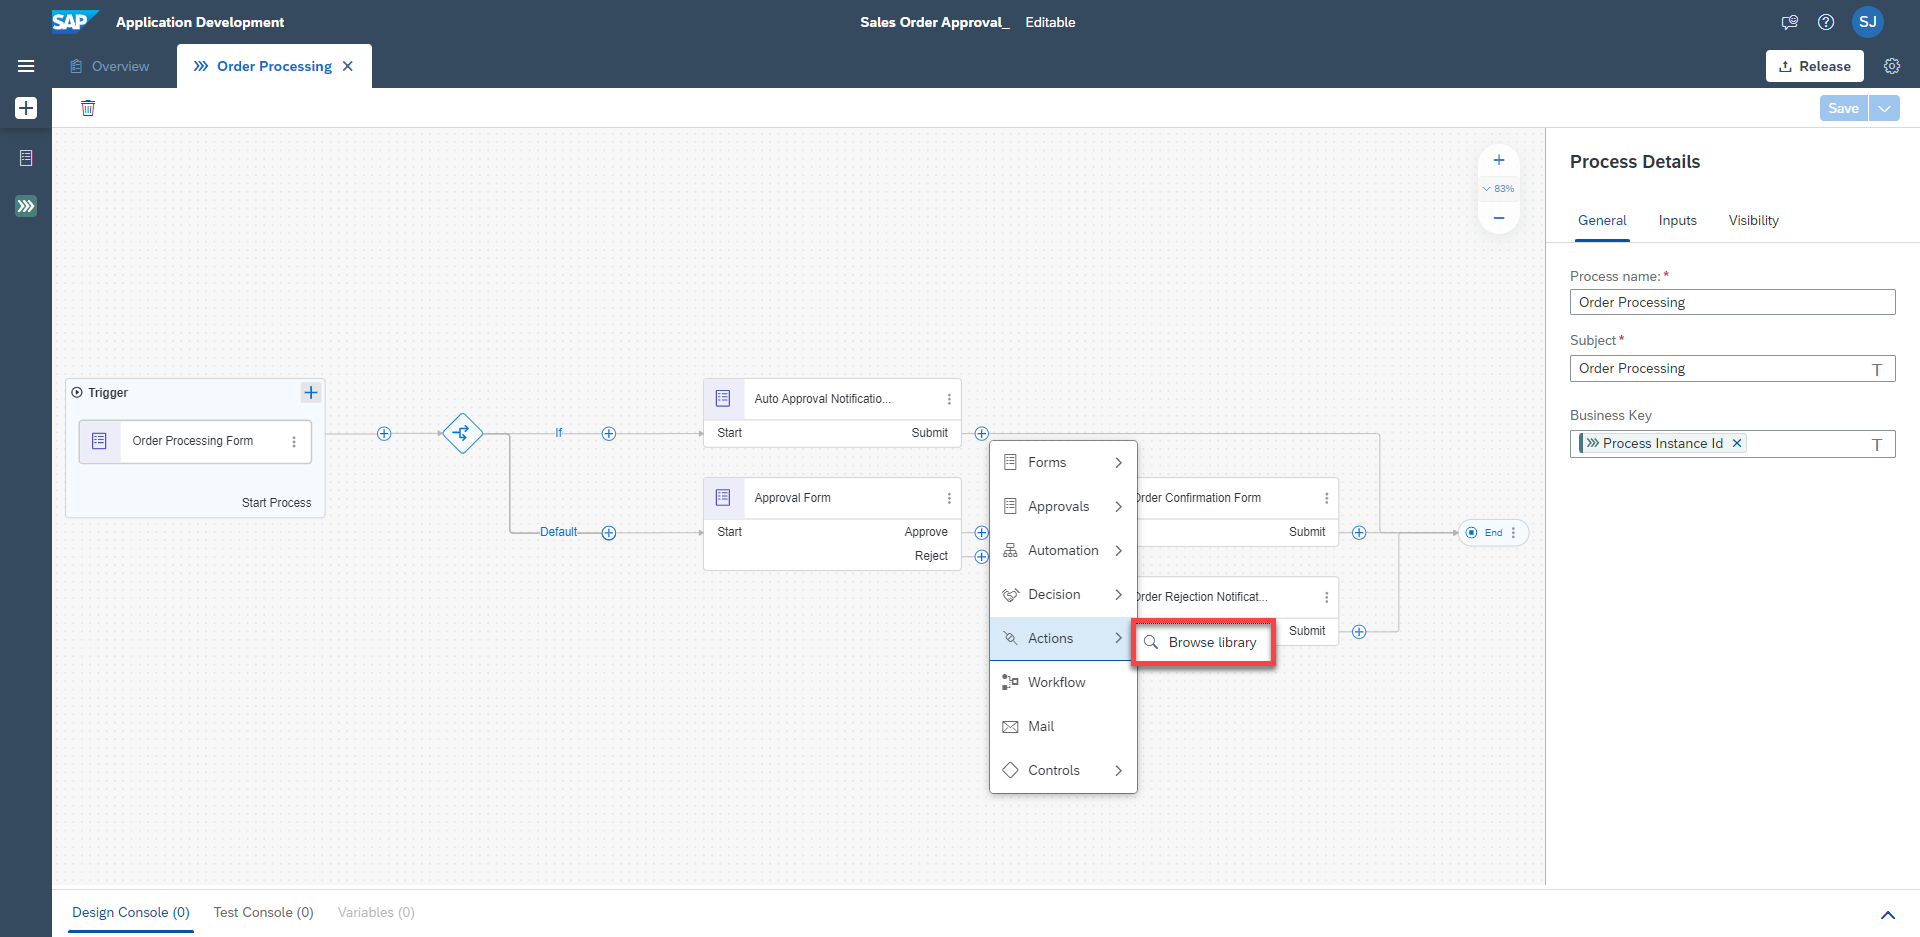 SAP Application Development
Sales Order Approval_ Editable
SJ
Overview
Order Processing
Release
Save
83%
Trigger
Order Processing Form
Start Process
If
Default
Auto Approval Notificatio...
Start Submit
Approval Form
Start Approve
Reject
Forms
Approvals
Automation
Decision
Actions
Workflow
Mail
Controls
Browse library
Order Confirmation Form
Submit
Order Rejection Notificat...
Submit
End
Process Details
General Inputs Visibility
Process name:*
Order Processing
Subject*
Order Processing
Business Key
Process Instance Id
Design Console (0) Test Console (0) Variables (0)